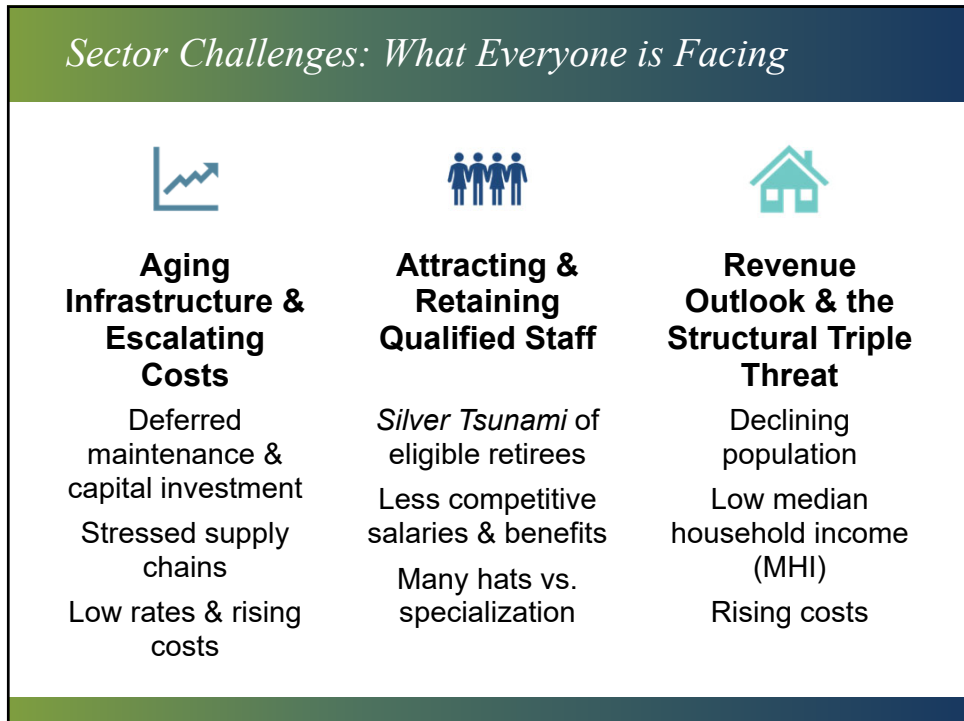 Sector Challenges: What Everyone is Facing
Aging
Infrastructure &
Escalating
Costs
Deferred
maintenance &
capital investment
Stressed supply
chains
Low rates & rising
costs
Attracting &
Retaining
Qualified Staff
Silver Tsunami of
eligible retirees
Less competitive
salaries & benefits
Many hats vs.
specialization
Revenue
Outlook & the
Structural Triple
Threat
Declining
population
Low median
household income
(MHI)
Rising costs